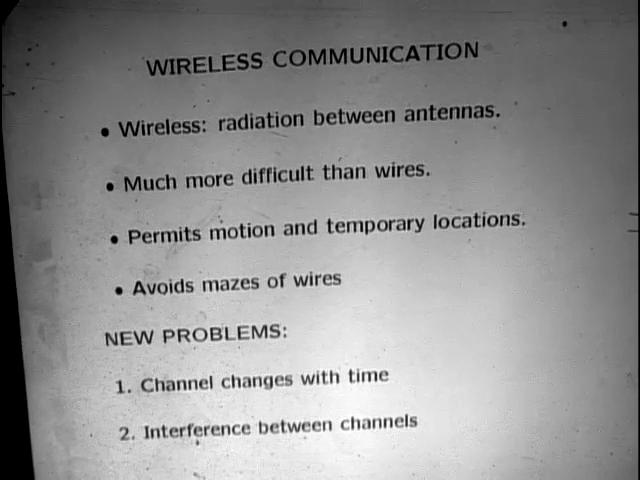 WIRELESS COMMUNICATION
• Wireless: radiation between antennas.
• Much more difficult than wires.
• Permits motion and temporary locations.
• Avoids mazes of wires
NEW PROBLEMS:
1. Channel changes with time
2. Interference between channels